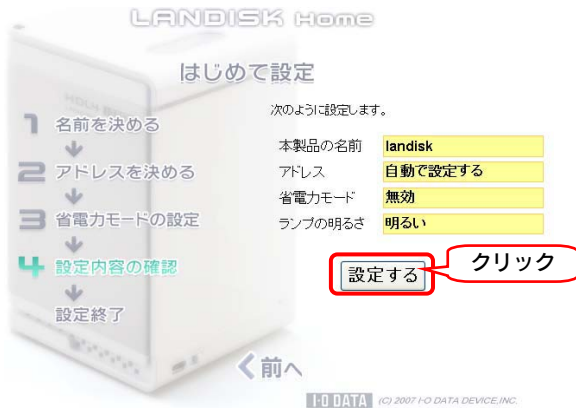 LANDISK Home
はじめて設定
1 名前を決める
2 アドレスを決める
3 省電力モードの設定
4 設定内容の確認
設定終了
次のように設定します。
本製品の名前 landisk
アドレス 自動で設定する
省電力モード 無効
ランプの明るさ 明るい
設定する
クリック
前へ
I-O DATA (C) 2007 I-O DATA DEVICE,INC.